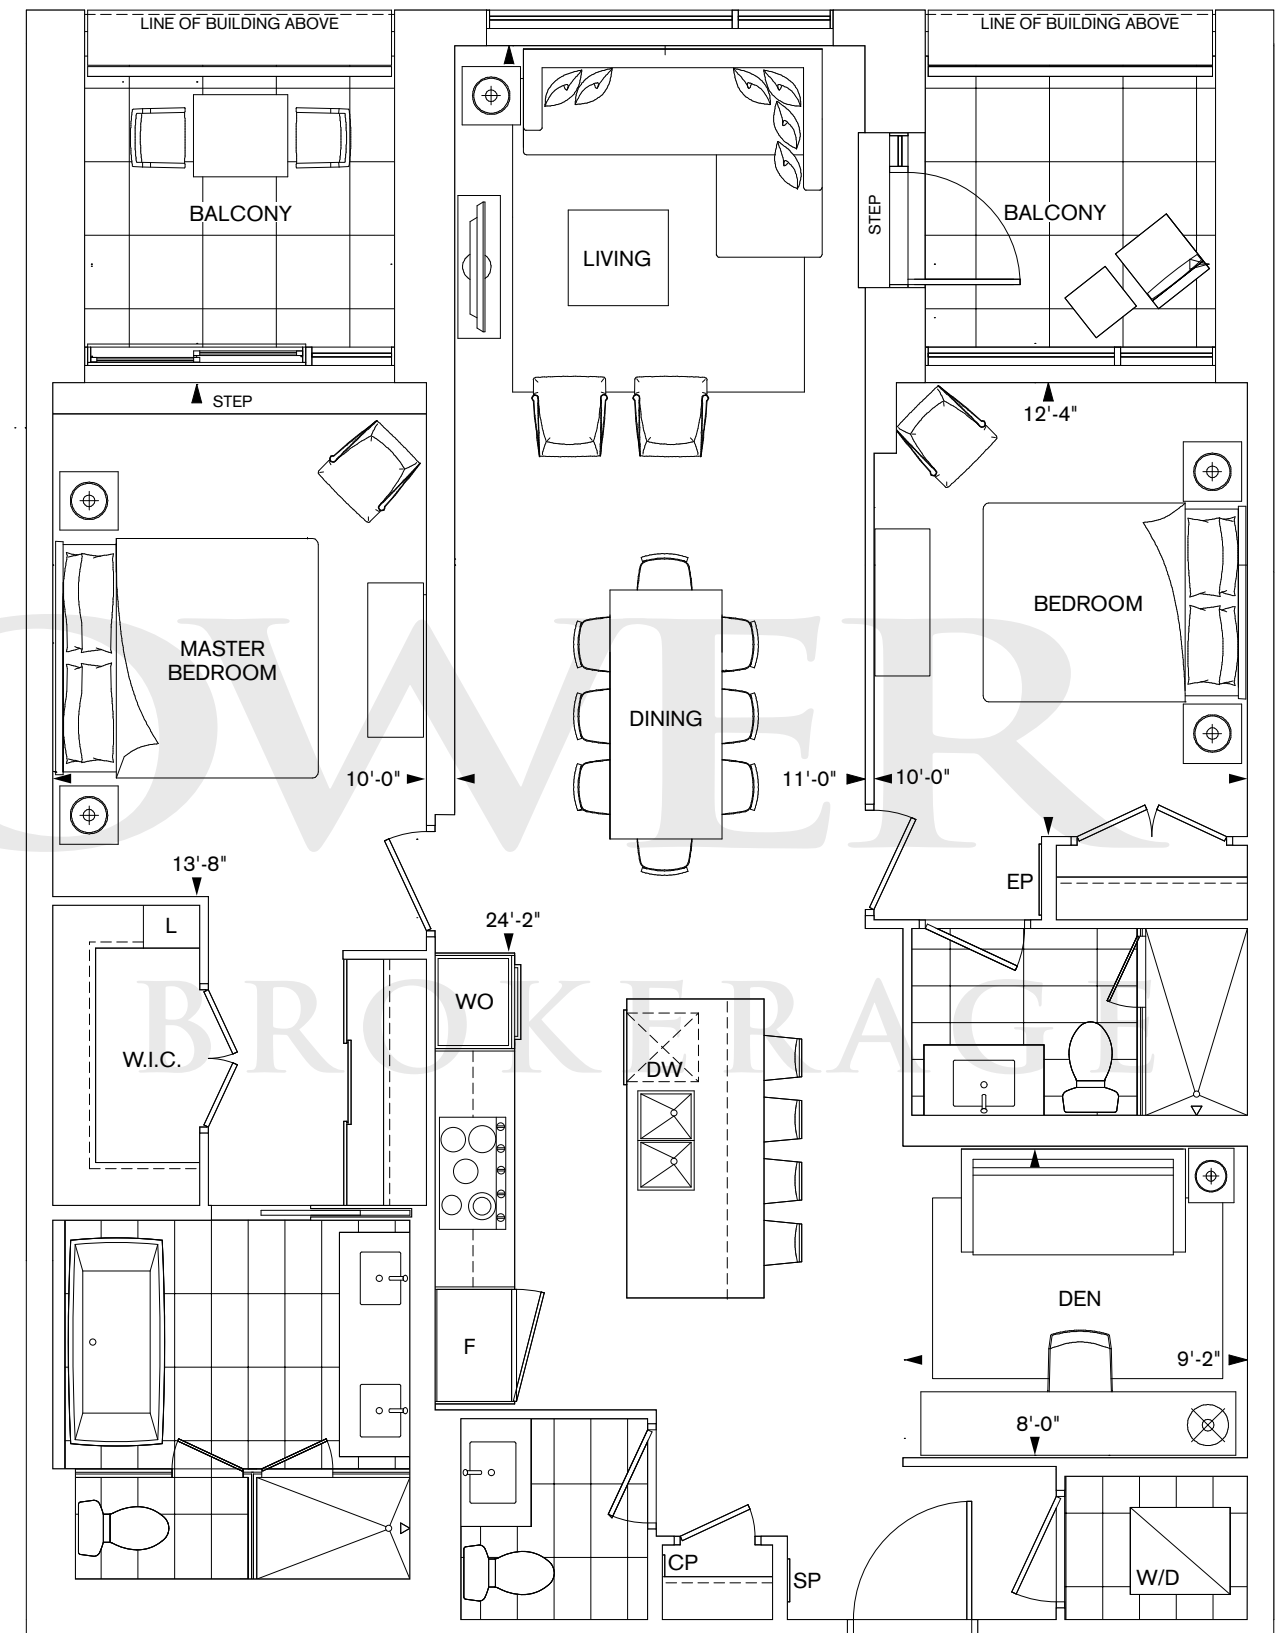 LINE OF BUILDING ABOVE
LINE OF BUILDING ABOVE
BALCONY
LIVING
STEP
BALCONY
STEP
12'-4"
MASTER
BEDROOM
BEDROOM
DINING
10'-0"
11'-0"
10'-0"
OWER
13'-8"
EP
L
24'-2"
WO
BROKERAGE
W.I.C.
DW
DEN
F
9'-2"
8'-0"
CP
SP
W/D